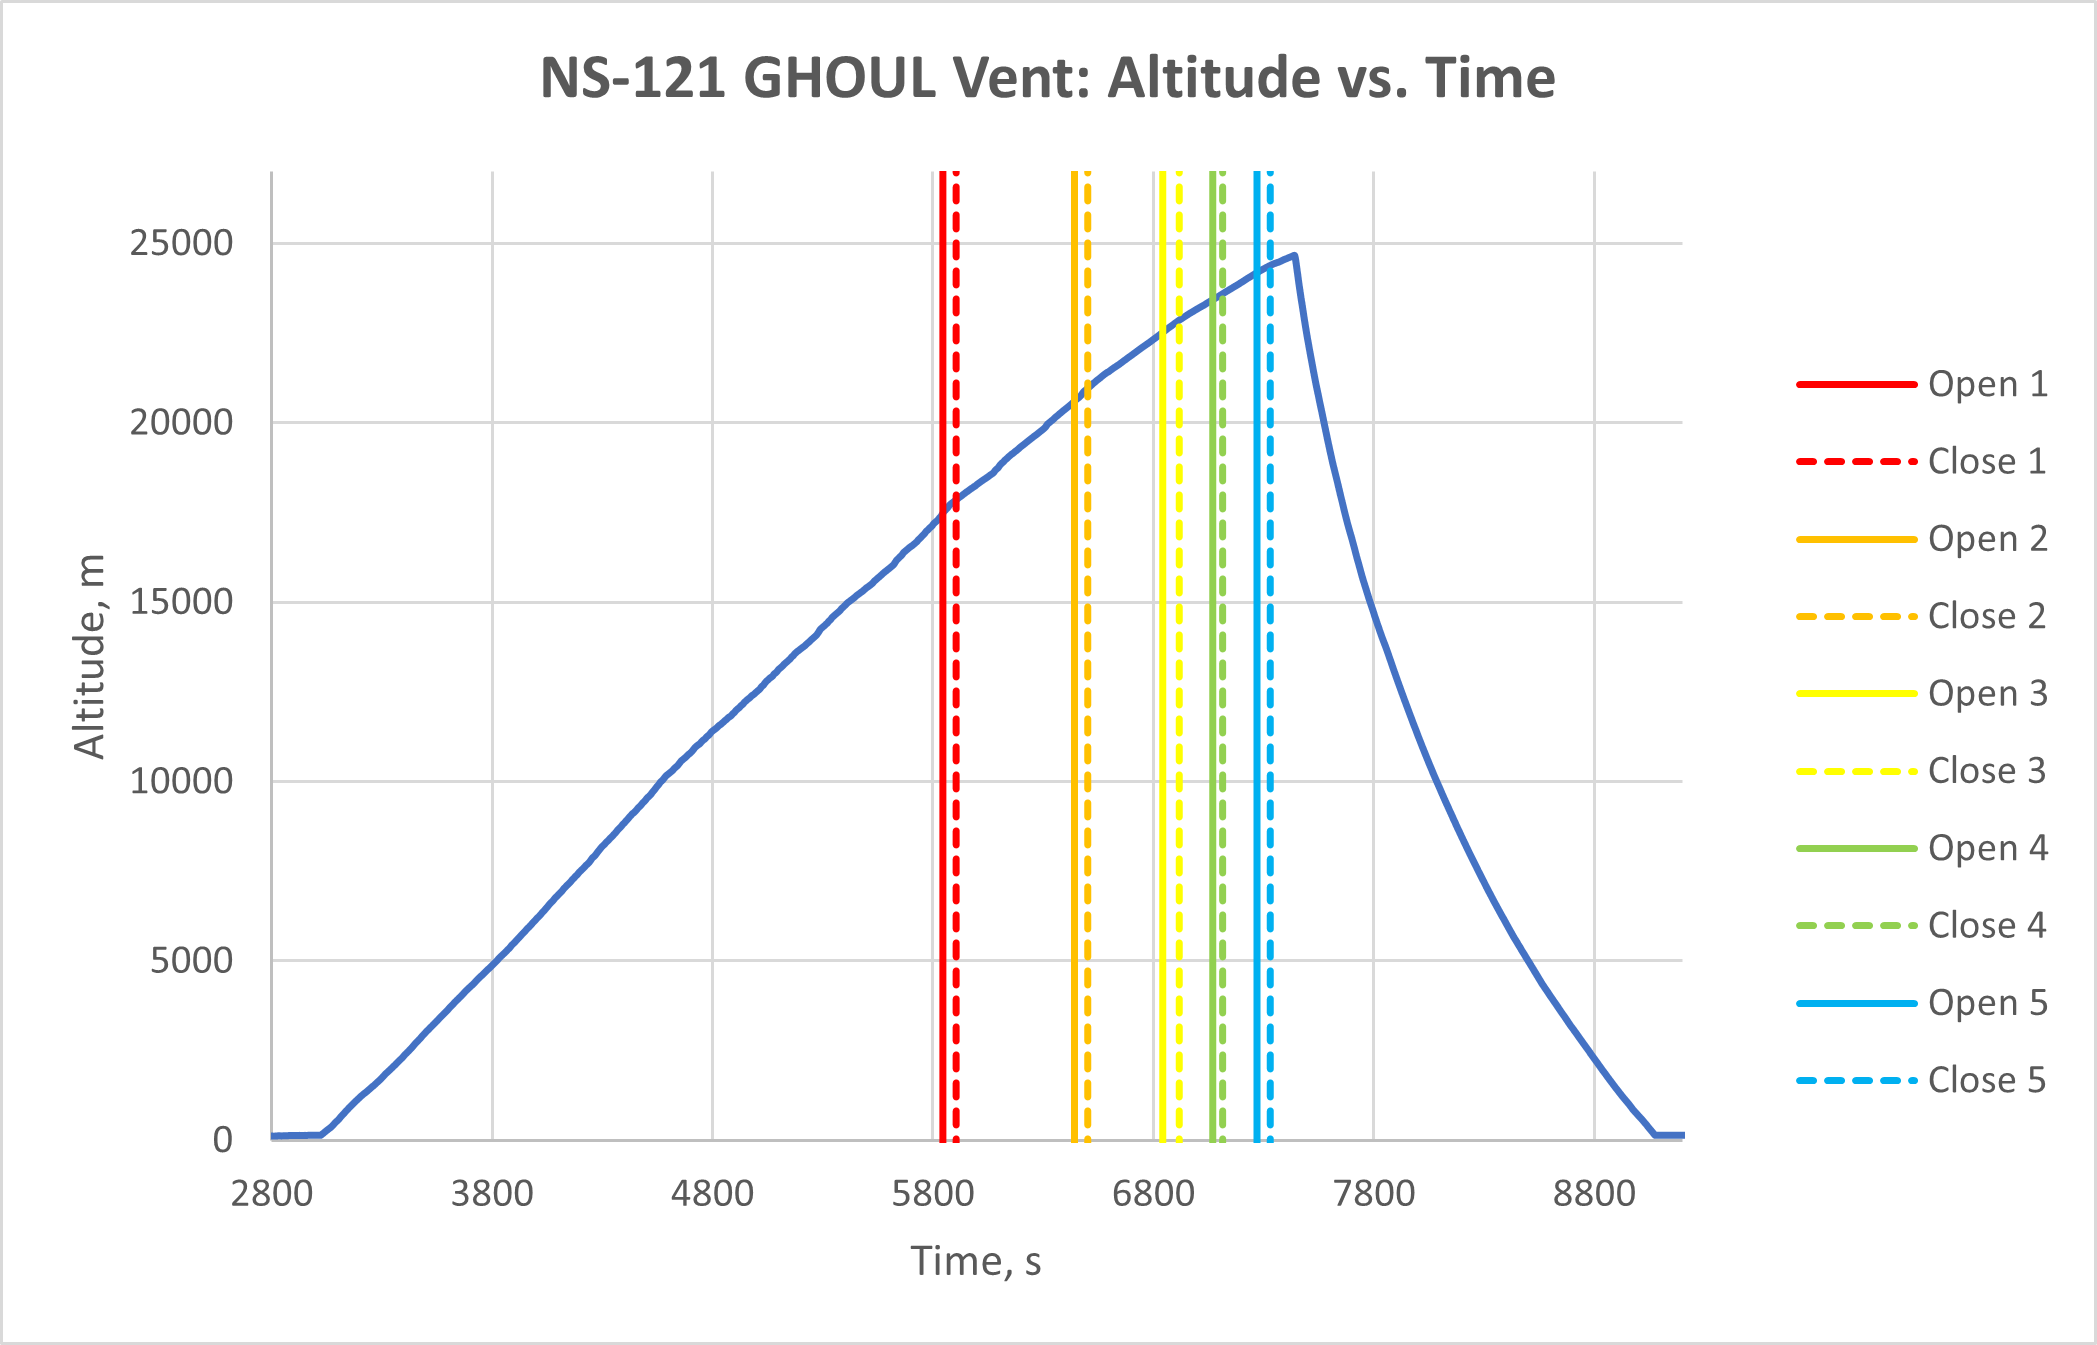 NS-121 GHOUL Vent: Altitude vs. Time
25000
20000
15000
10000
5000
0
Altitude, m
2800 3800 4800 5800 6800 7800 8800
Time, s
Open 1
Close 1
Open 2
Close 2
Open 3
Close 3
Open 4
Close 4
Open 5
Close 5